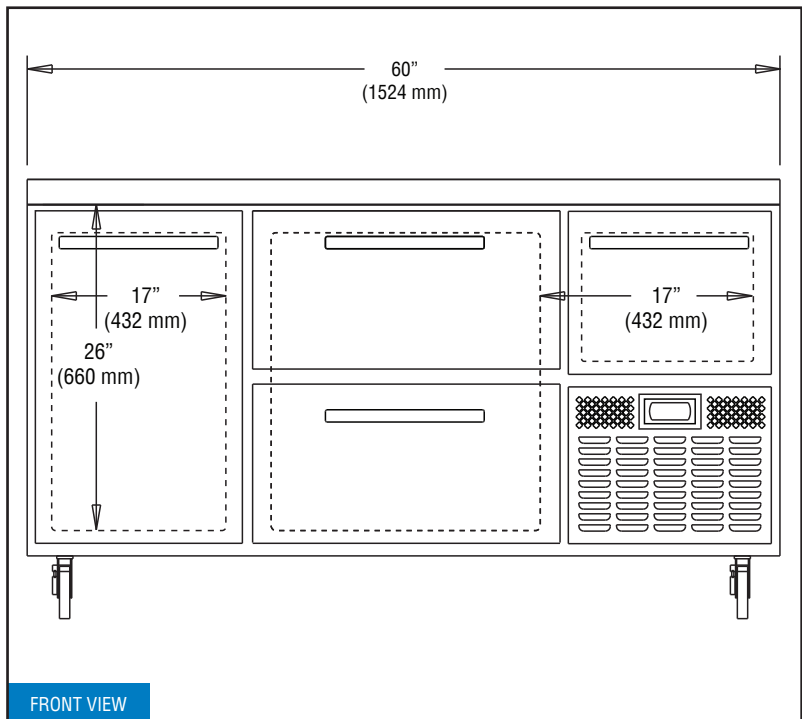 60”
(1524 mm)
17”
(432 mm)
17”
(432 mm)
26”
(660 mm)
FRONT VIEW